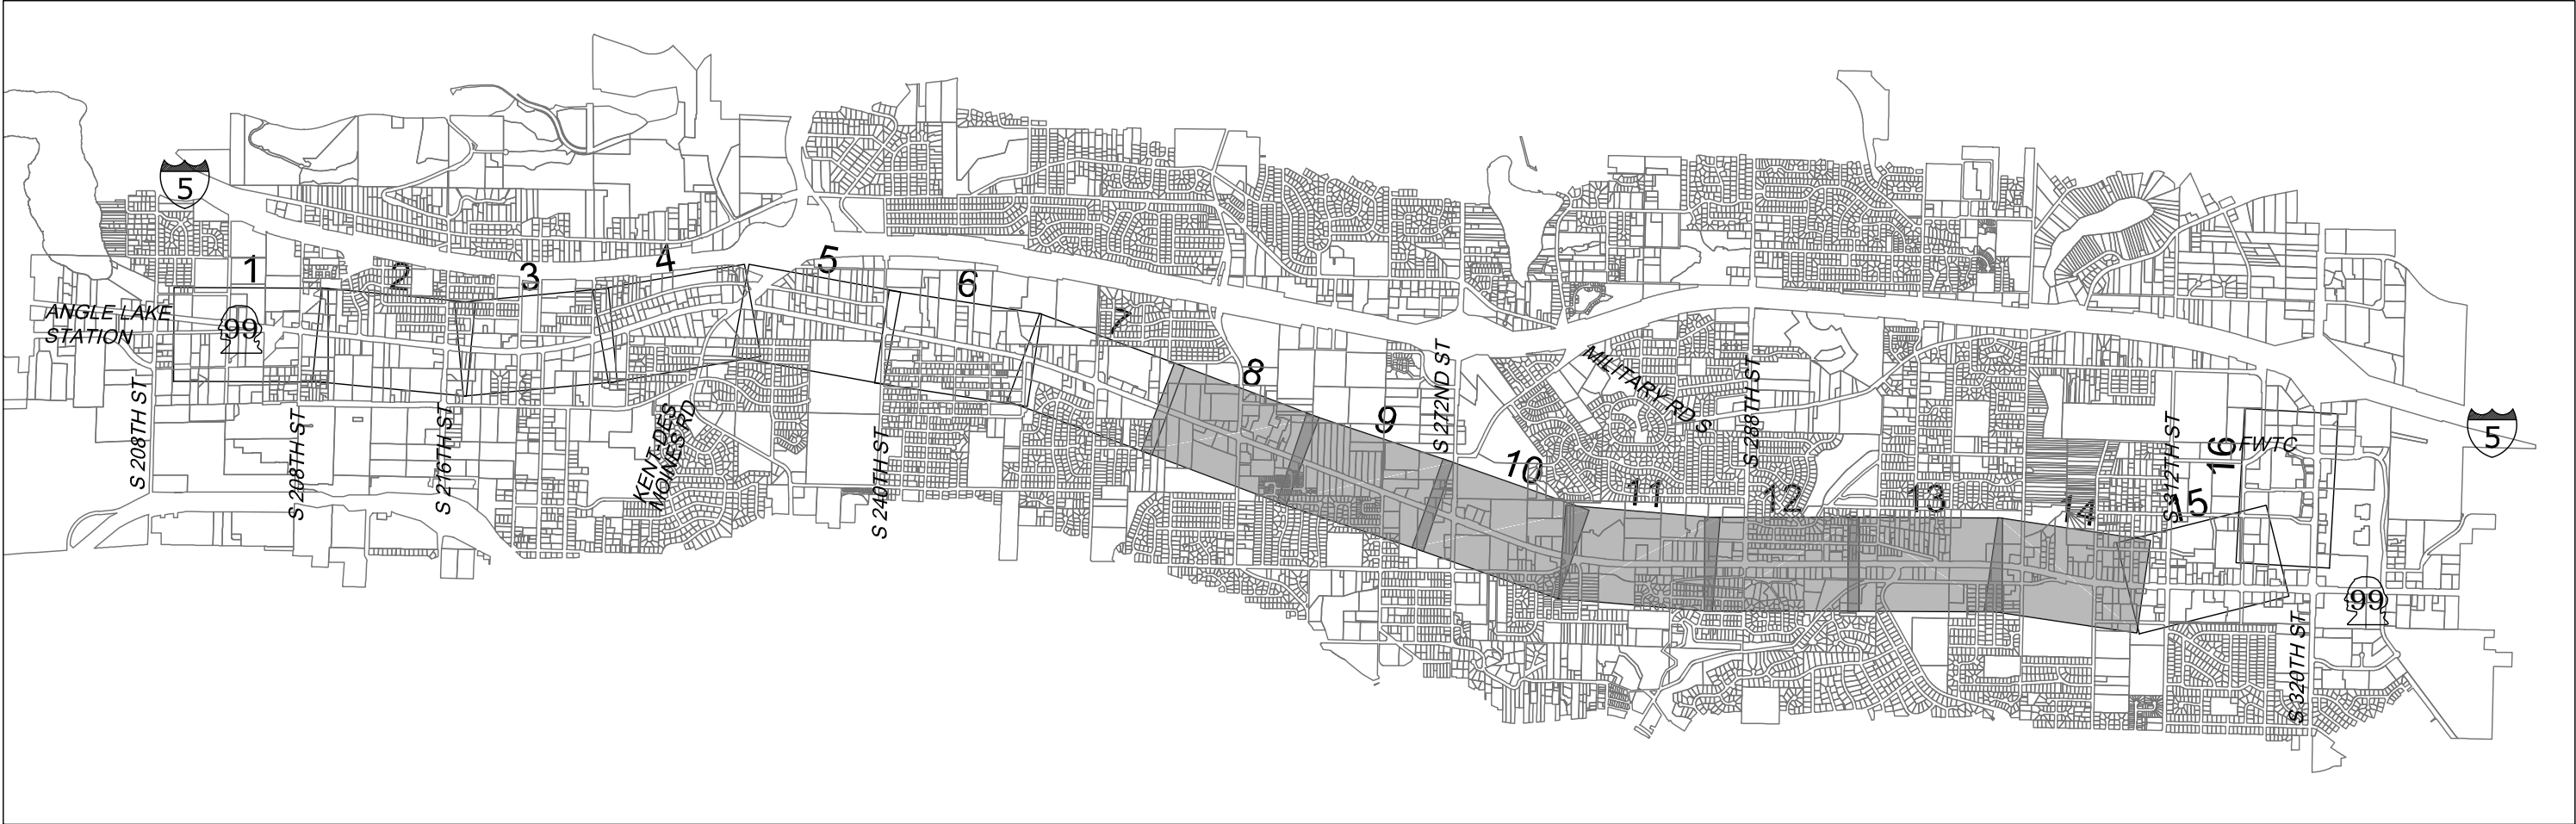 5
1
2
3
4
5
6
7
8
9
10
11
12
13
14
15
16
ANGLE LAKE
STATION
99
S 208TH ST
S 208TH ST
S 216TH ST
KENT-DES
MOINES RD
S 240TH ST
S 272ND ST
MILITARY RD S
S 288TH ST
S 312TH ST
FWTC
5
99
S 320TH ST